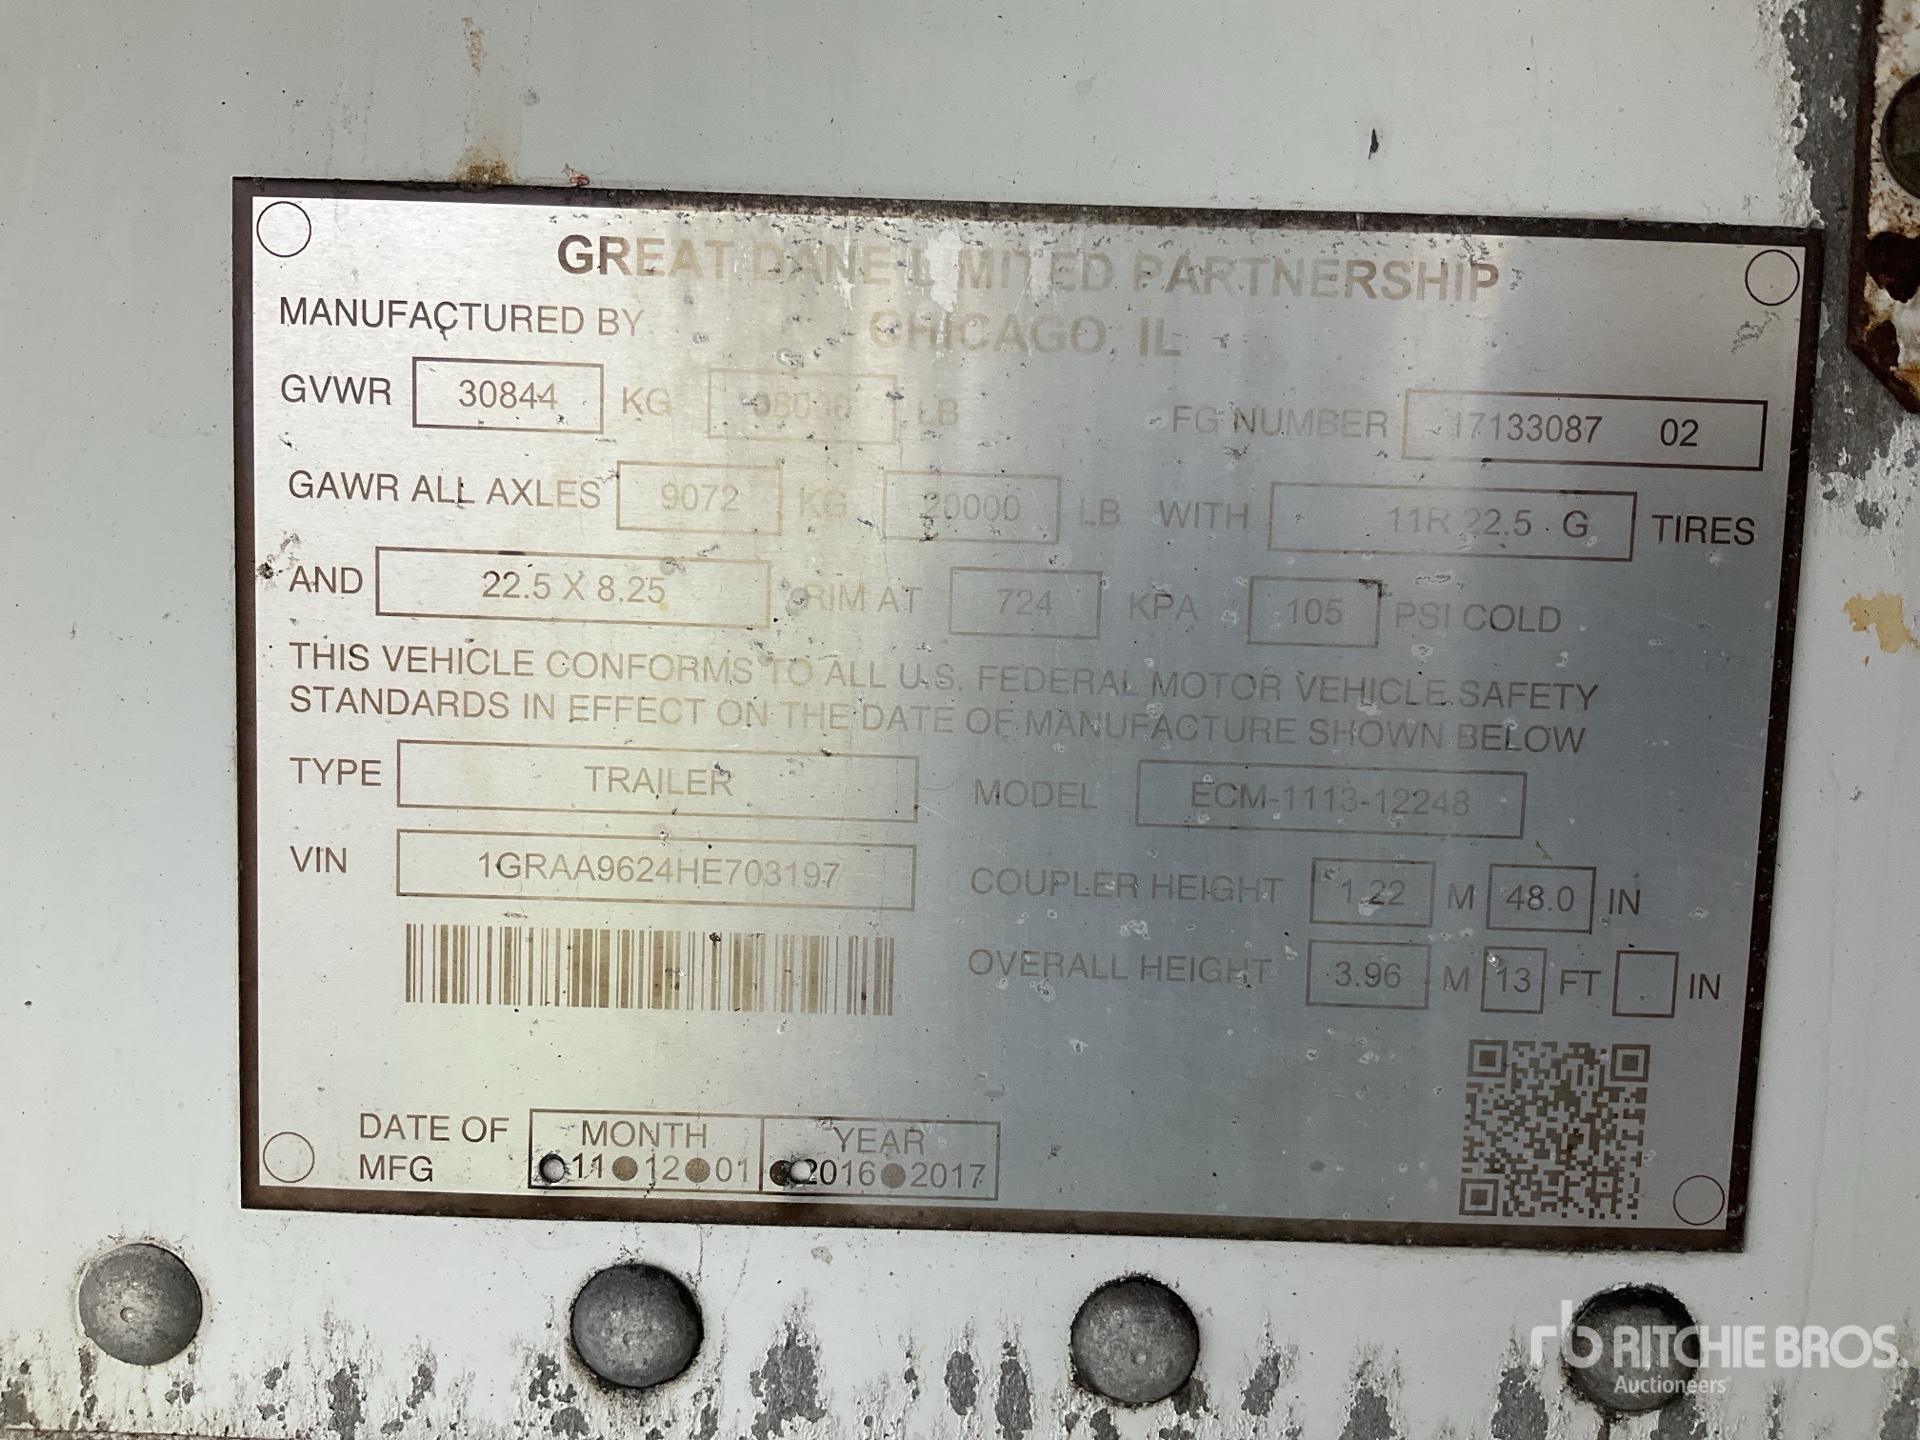 GREAT DANE LIMITED PARTNERSHIP
MANUFACTURED BY CHICAGO, IL
GVWR 30844 KG 68000 LB FG NUMBER 17133087 02
GAWR ALL AXLES 9072 KG 20000 LB WITH 11R 22.5 G TIRES
AND 22.5 X 8.25 RIM AT 724 KPA 105 PSI COLD
THIS VEHICLE CONFORMS TO ALL U.S. FEDERAL MOTOR VEHICLE SAFETY
STANDARDS IN EFFECT ON THE DATE OF MANUFACTURE SHOWN BELOW
TYPE TRAILER MODEL ECM-1113-12248
VIN 1GRAA9624HE703197
COUPLER HEIGHT 1.22 M 48.0 IN
OVERALL HEIGHT 3.96 M 13 FT IN
DATE OF MFG MONTH YEAR
11 12 01 2016 2017
rb RITCHIE BROS.
Auctioneers